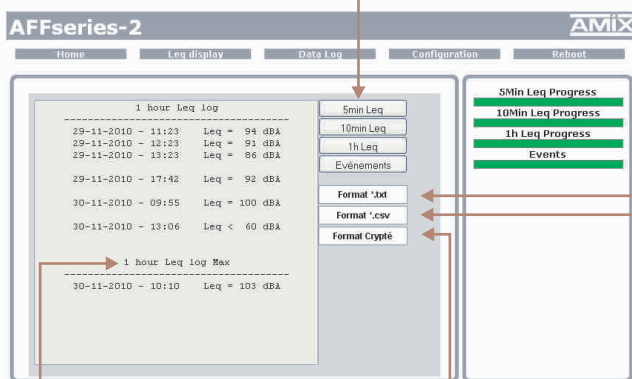 AFFseries-2
AMIX
Home Leq display Data Log Configuration Reboot
1 hour Leq log
--------------------------------------
29-11-2010 - 11:23 Leq = 94 dBA
29-11-2010 - 12:23 Leq = 91 dBA
29-11-2010 - 13:23 Leq = 86 dBA
29-11-2010 - 17:42 Leq = 92 dBA
30-11-2010 - 09:55 Leq = 100 dBA
30-11-2010 - 13:06 Leq < 60 dBA
1 hour Leq log Max
--------------------------------------
30-11-2010 - 10:10 Leq = 103 dBA
5min Leq
10min Leq
1h Leq
Evénements
Format *.txt
Format *.csv
Format Crypté
5Min Leq Progress
10Min Leq Progress
1h Leq Progress
Events